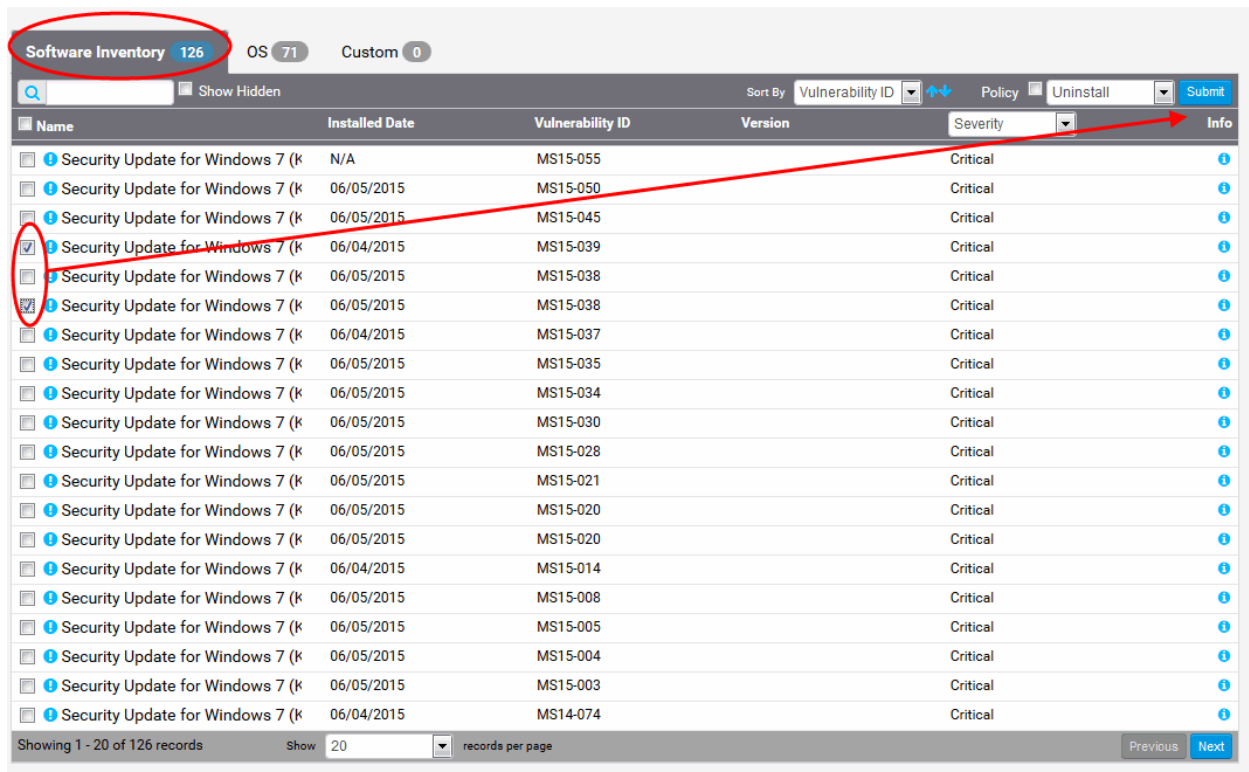 Software Inventory 126 OS 71 Custom 0
Show Hidden Sort By Vulnerability ID Policy Uninstall Submit
Name Installed Date Vulnerability ID Version Severity Info
Security Update for Windows 7 (K N/A MS15-055 Critical
Security Update for Windows 7 (K 06/05/2015 MS15-050 Critical
Security Update for Windows 7 (K 06/05/2015 MS15-045 Critical
Security Update for Windows 7 (K 06/04/2015 MS15-039 Critical
Security Update for Windows 7 (K 06/05/2015 MS15-038 Critical
Security Update for Windows 7 (K 06/05/2015 MS15-038 Critical
Security Update for Windows 7 (K 06/04/2015 MS15-037 Critical
Security Update for Windows 7 (K 06/05/2015 MS15-035 Critical
Security Update for Windows 7 (K 06/05/2015 MS15-034 Critical
Security Update for Windows 7 (K 06/05/2015 MS15-030 Critical
Security Update for Windows 7 (K 06/05/2015 MS15-028 Critical
Security Update for Windows 7 (K 06/05/2015 MS15-021 Critical
Security Update for Windows 7 (K 06/05/2015 MS15-020 Critical
Security Update for Windows 7 (K 06/05/2015 MS15-020 Critical
Security Update for Windows 7 (K 06/04/2015 MS15-014 Critical
Security Update for Windows 7 (K 06/05/2015 MS15-008 Critical
Security Update for Windows 7 (K 06/05/2015 MS15-005 Critical
Security Update for Windows 7 (K 06/05/2015 MS15-004 Critical
Security Update for Windows 7 (K 06/05/2015 MS15-003 Critical
Security Update for Windows 7 (K 06/04/2015 MS14-074 Critical
Showing 1 - 20 of 126 records Show 20 records per page Previous Next